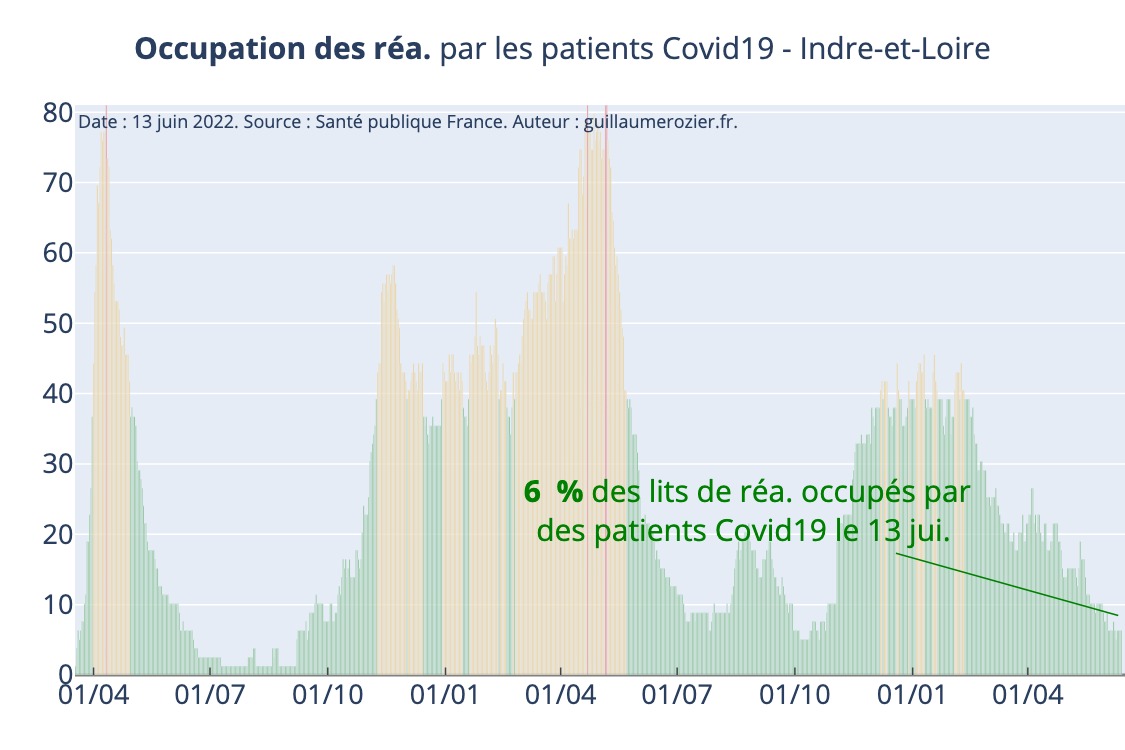 Occupation des réa. par les patients Covid19 - Indre-et-Loire
80
Date : 13 juin 2022. Source : Santé publique France. Auteur : guillaumerozier.fr.
70
60
50
40
30
6 % des lits de réa. occupés par
des patients Covid19 le 13 jui.
20
10
0
01/04 01/07 01/10 01/01 01/04 01/07 01/10 01/01 01/04